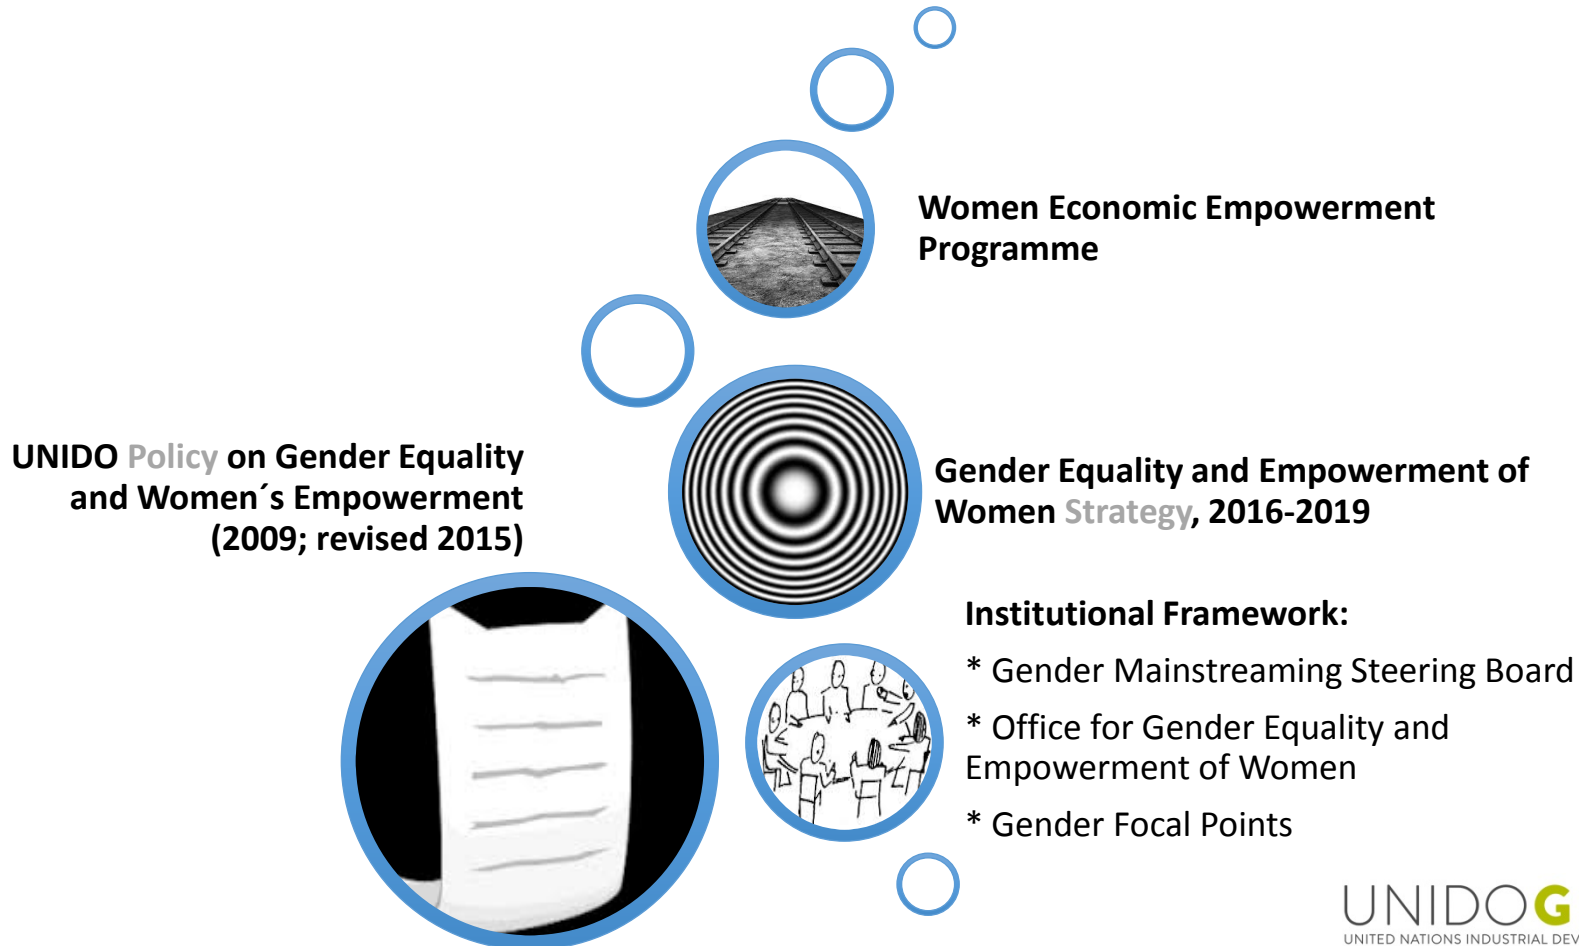 Women Economic Empowerment
Programme
UNIDO Policy on Gender Equality
and Women´s Empowerment
(2009; revised 2015)
Gender Equality and Empowerment of
Women Strategy, 2016-2019
Institutional Framework:
* Gender Mainstreaming Steering Board
* Office for Gender Equality and
Empowerment of Women
* Gender Focal Points
UNIDOG
UNITED NATIONS INDUSTRIAL DEV